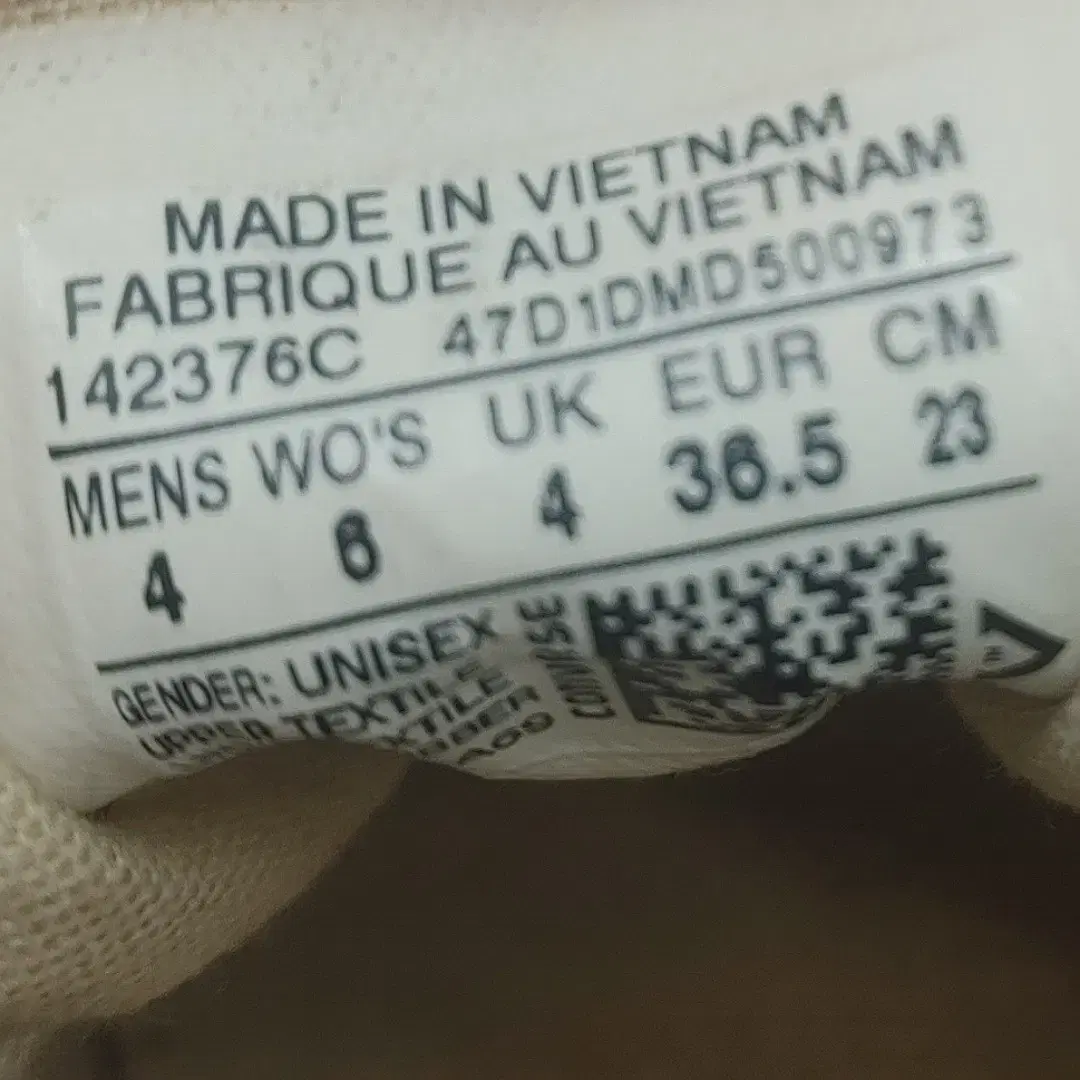 MADE IN VIETNAM
FABRIQUE AU VIETNAM
142376C 47D1DMD500973
MENS WO'S UK EUR CM
4 6 4 36.5 23
GENDER: UNISEX
UPPER TEXTILE
CONVERSE